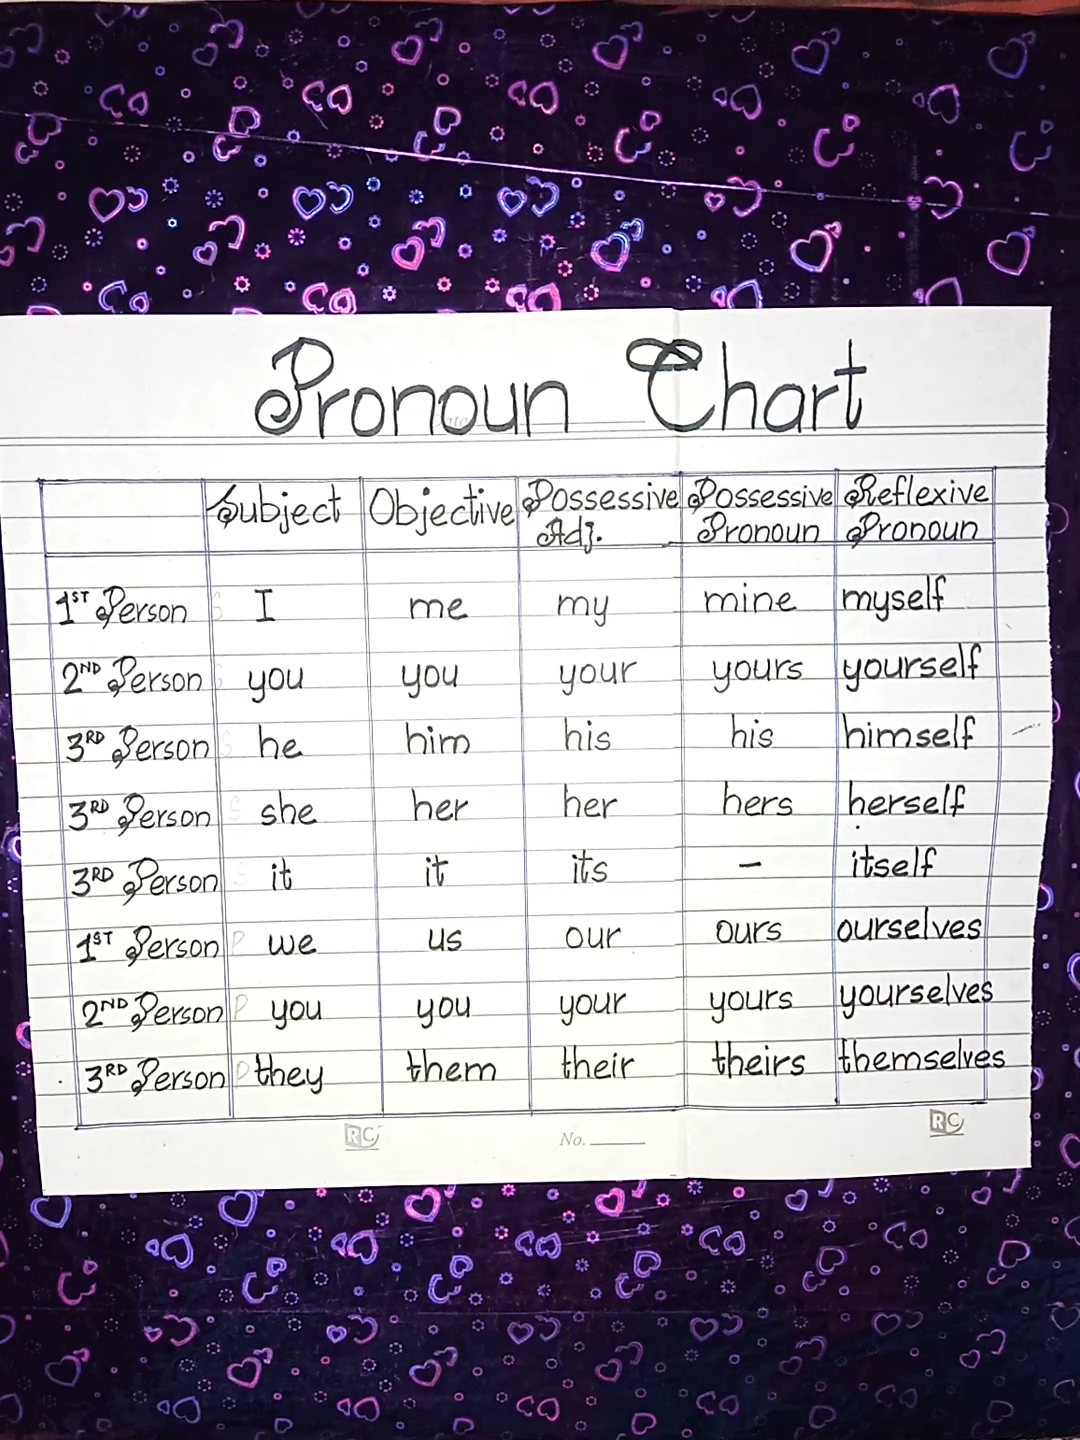 Pronoun Chart
Subject Objective Possessive Adj. Possessive Pronoun Reflexive Pronoun
1ST Person S I me my mine myself
2ND Person S you you your yours yourself
3RD Person S he him his his himself
3RD Person S she her her hers herself
3RD Person S it it its – itself
1ST Person P we us our ours ourselves
2ND Person P you you your yours yourselves
3RD Person P they them their theirs themselves
RC No. RC